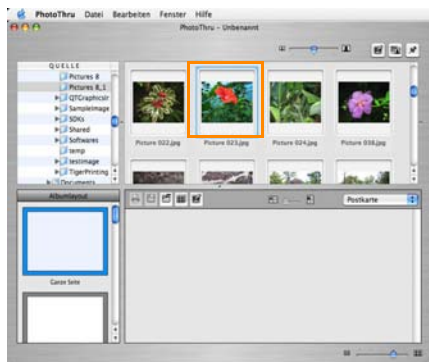 PhotoThru Datei Bearbeiten Fenster Hilfe
PhotoThru - Unbenannt
QUELLE
Pictures 8
Pictures 8_1
QTGraphicsIr
SampleImage
SDKs
Shared
Softwares
temp
testimage
TigerPrinting
Documents
Picture 022.jpg Picture 023.jpg Picture 024.jpg Picture 038.jpg
Albumlayout
Postkarte
Ganze Seite